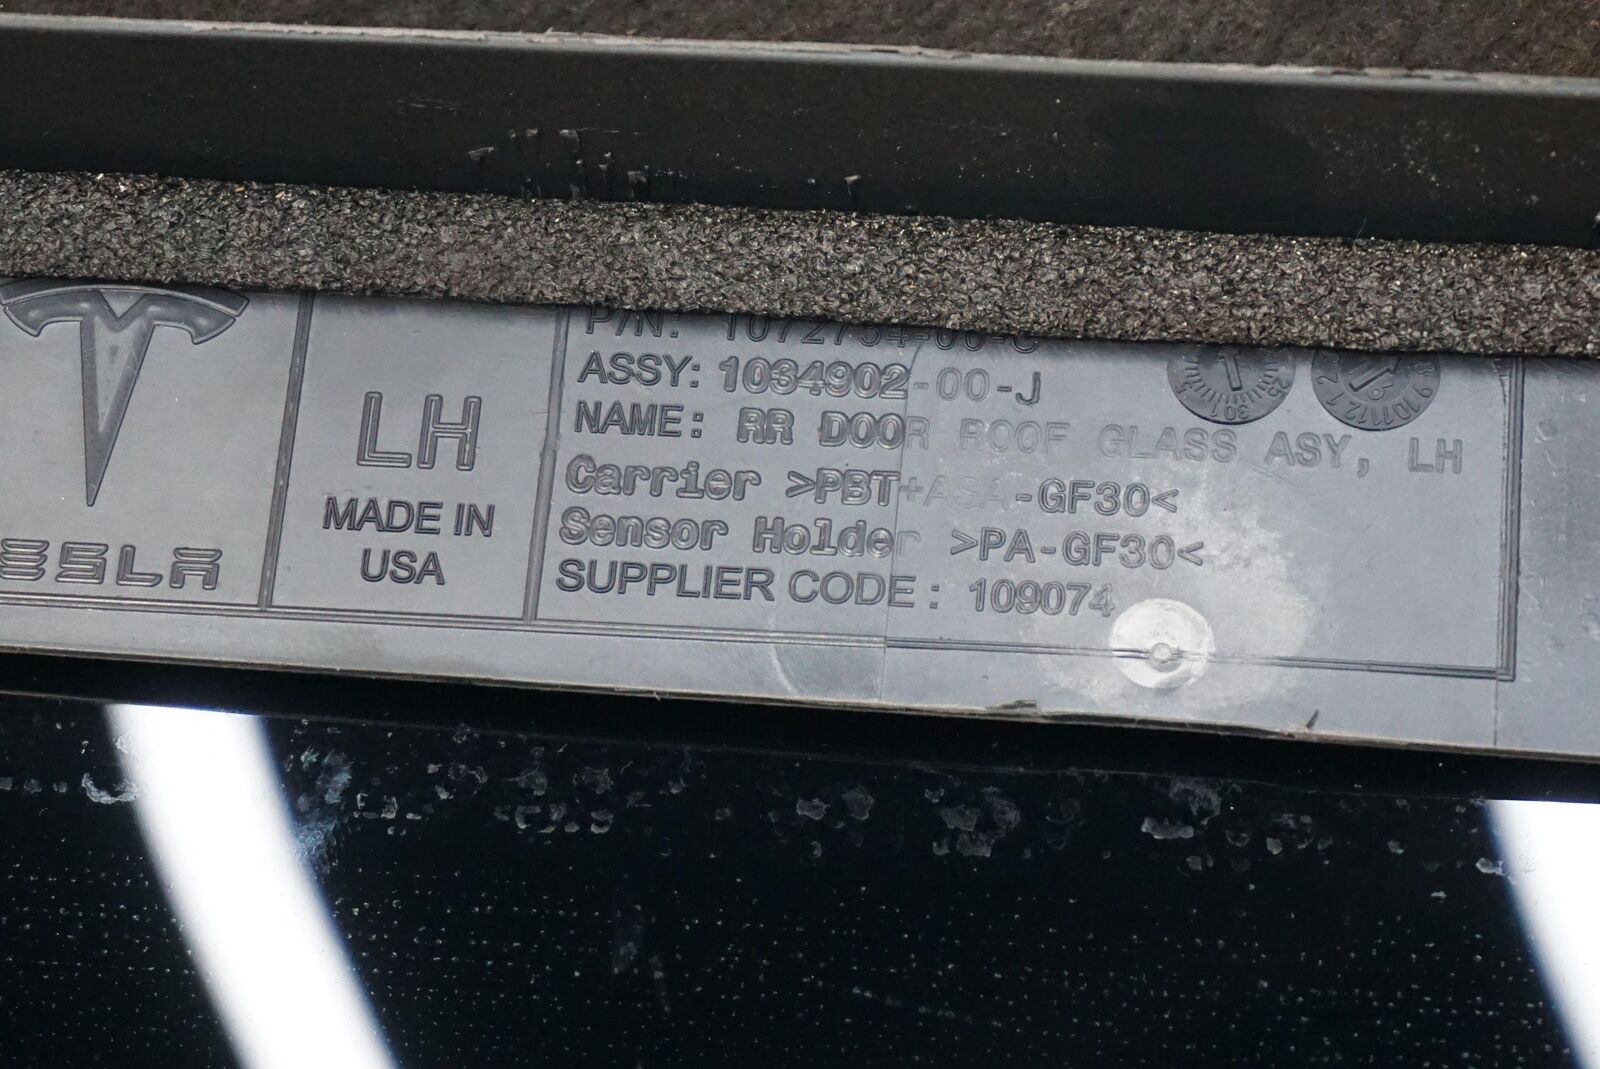 ESLA
LH
MADE IN
USA
P/N: 1072734-00-C
ASSY: 1034902-00-J
NAME: RR DOOR ROOF GLASS ASY, LH
Carrier >PBT+ASA-GF30<
Sensor Holder >PA-GF30<
SUPPLIER CODE: 109074